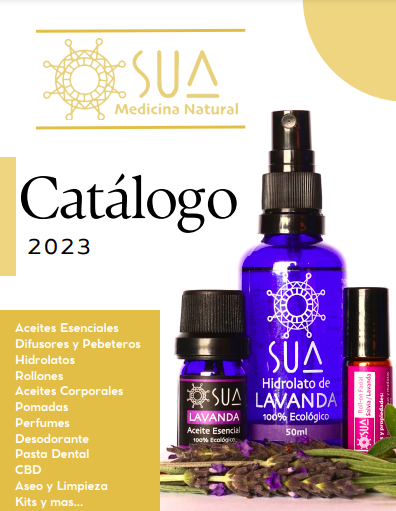 SUA
Medicina Natural
Catálogo
2023
Aceites Esenciales
Difusores y Pebeteros
Hidrolatos
Rollones
Aceites Corporales
Pomadas
Perfumes
Desodorante
Pasta Dental
CBD
Aseo y Limpieza
Kits y mas...
SUA
Hidrolato de
LAVANDA
100% Ecológico
50ml
SUA
LAVANDA
Aceite Esencial
100% Ecológico
Roll-on Facial
Salvia / Lavanda
y propiedades: